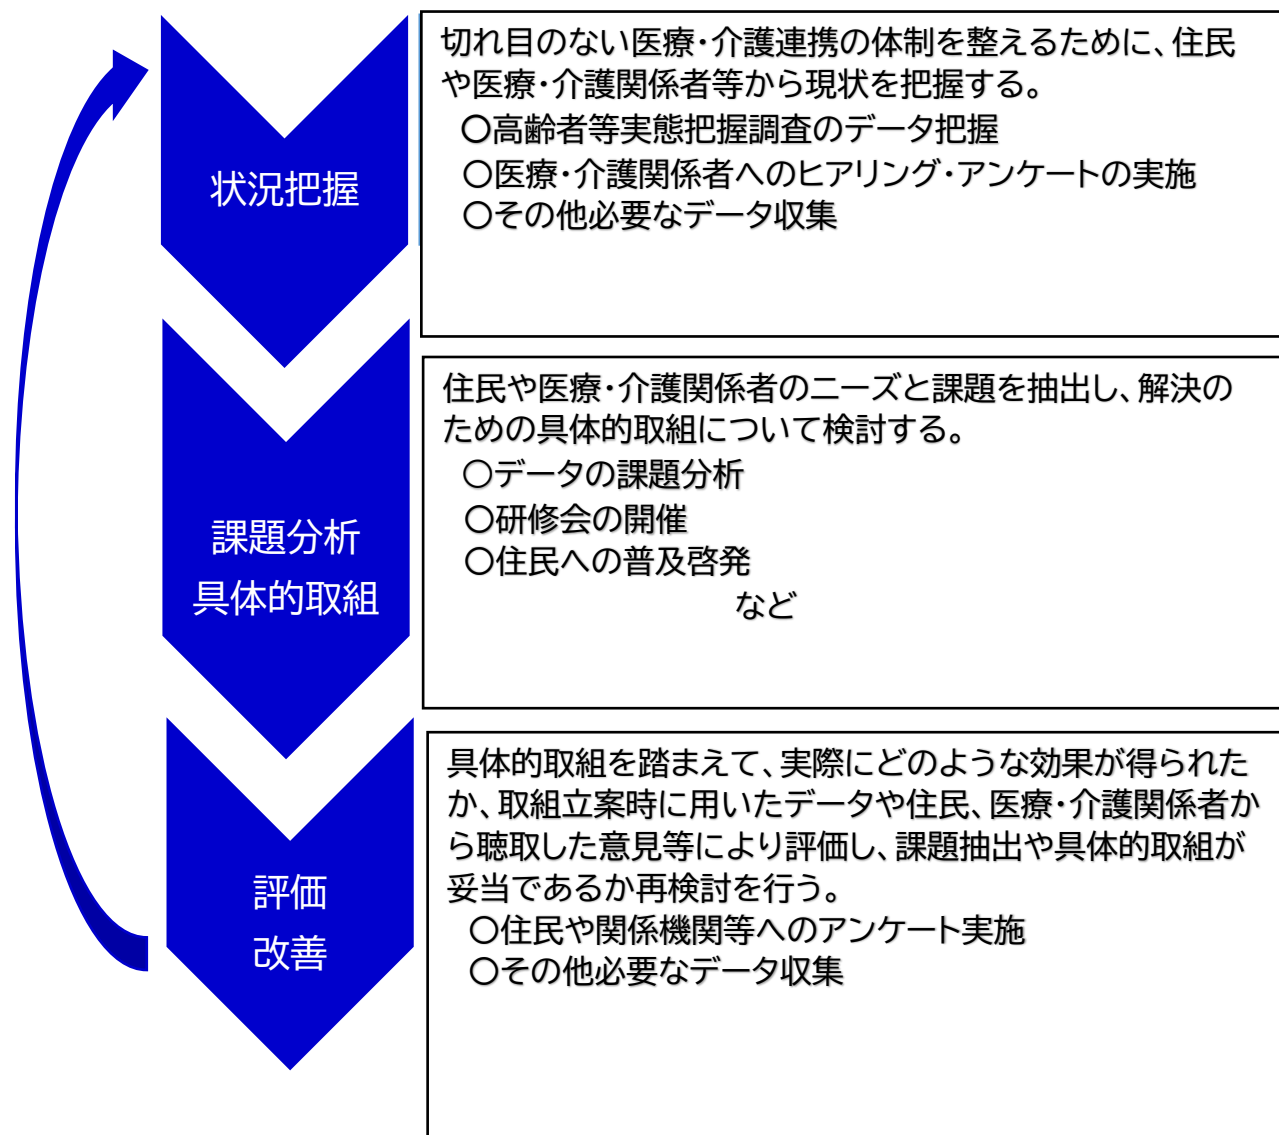 状況把握
切れ目のない医療・介護連携の体制を整えるために、住民
や医療・介護関係者等から現状を把握する。
〇高齢者等実態把握調査のデータ把握
〇医療・介護関係者へのヒアリング・アンケートの実施
〇その他必要なデータ収集
課題分析
具体的取組
住民や医療・介護関係者のニーズと課題を抽出し、解決の
ための具体的取組について検討する。
〇データの課題分析
〇研修会の開催
〇住民への普及啓発
など
評価
改善
具体的取組を踏まえて、実際にどのような効果が得られた
か、取組立案時に用いたデータや住民、医療・介護関係者か
ら聴取した意見等により評価し、課題抽出や具体的取組が
妥当であるか再検討を行う。
〇住民や関係機関等へのアンケート実施
〇その他必要なデータ収集